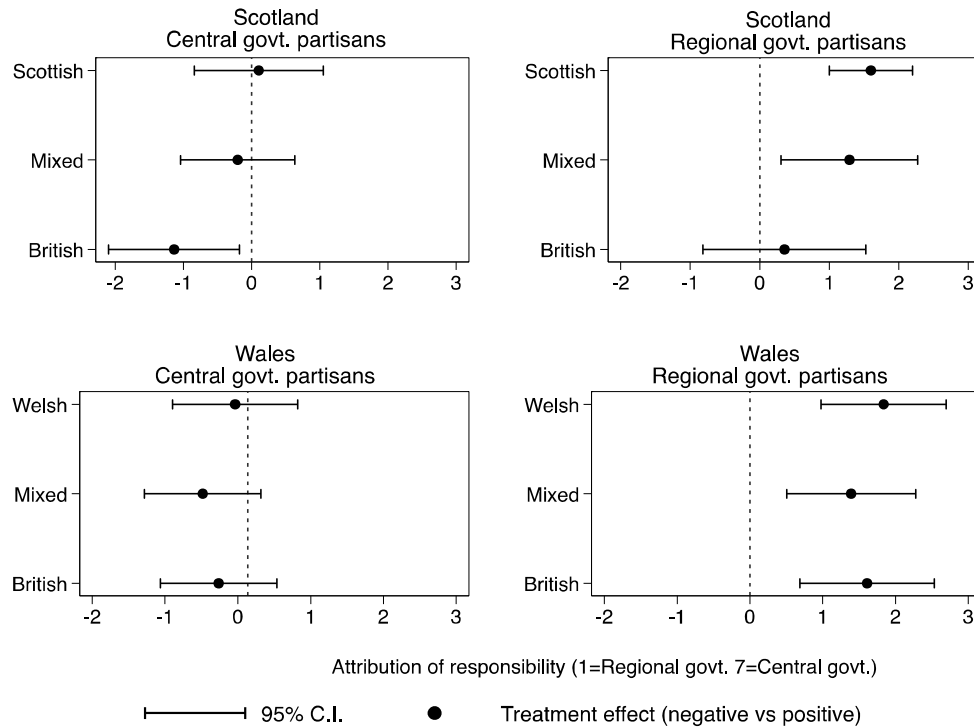 Scotland
Central govt. partisans
Scottish
Mixed
British
-2 -1 0 1 2 3
Scotland
Regional govt. partisans
Scottish
Mixed
British
-2 -1 0 1 2 3
Wales
Central govt. partisans
Welsh
Mixed
British
-2 -1 0 1 2 3
Wales
Regional govt. partisans
Welsh
Mixed
British
-2 -1 0 1 2 3
Attribution of responsibility (1=Regional govt. 7=Central govt.)
95% C.I. Treatment effect (negative vs positive)